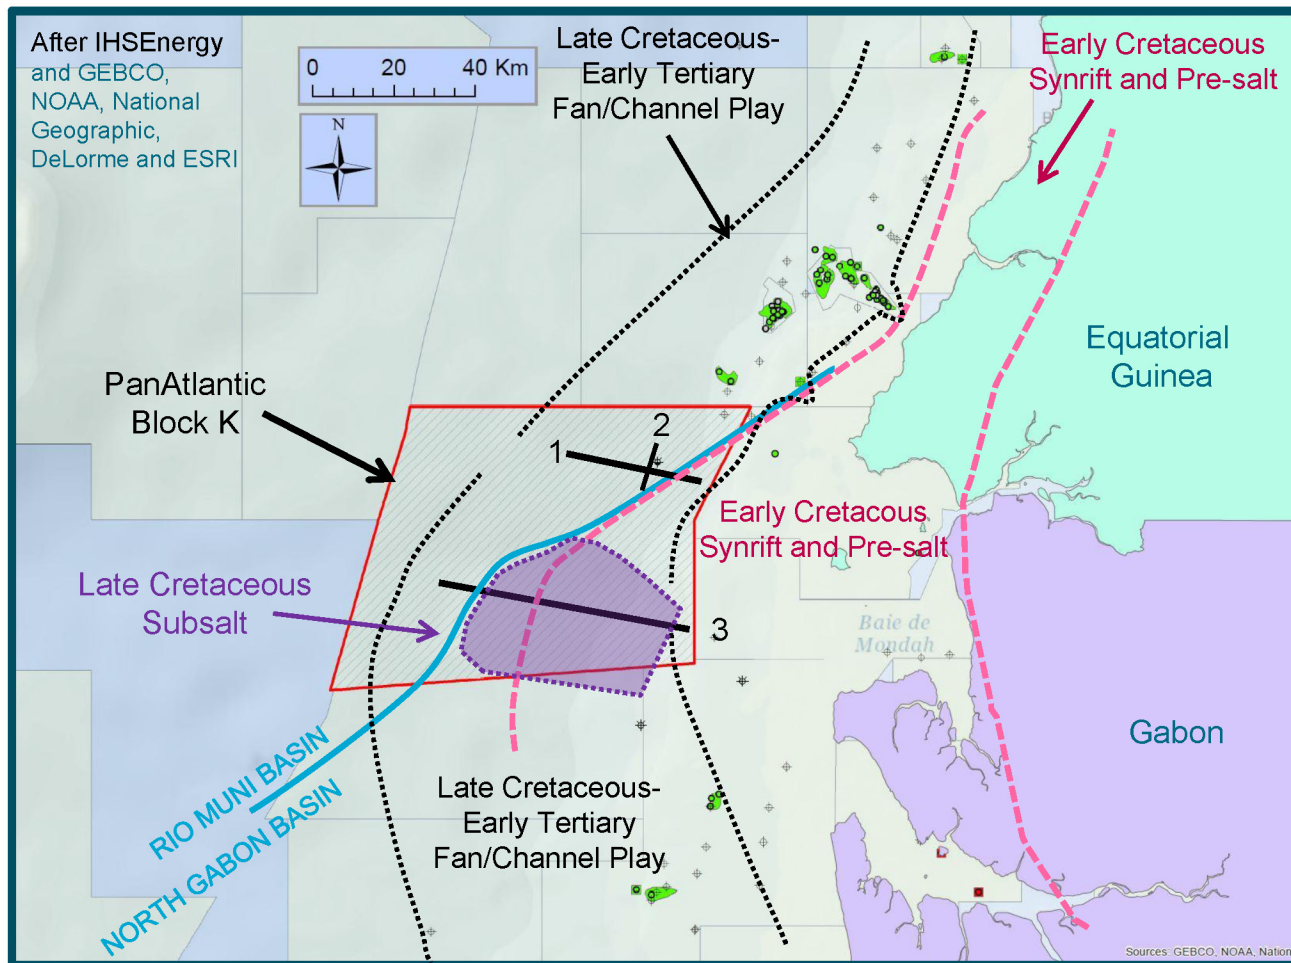 After IHSEnergy
and GEBCO,
NOAA, National
Geographic,
DeLorme and ESRI
0 20 40 Km
N
Late Cretaceous-
Early Tertiary
Fan/Channel Play
Early Cretaceous
Synrift and Pre-salt
Equatorial
Guinea
PanAtlantic
Block K
1
2
Early Cretacous
Synrift and Pre-salt
Late Cretaceous
Subsalt
3
Baie de
Mondah
Gabon
RIO MUNI BASIN
NORTH GABON BASIN
Late Cretaceous-
Early Tertiary
Fan/Channel Play
Sources: GEBCO, NOAA, Nation